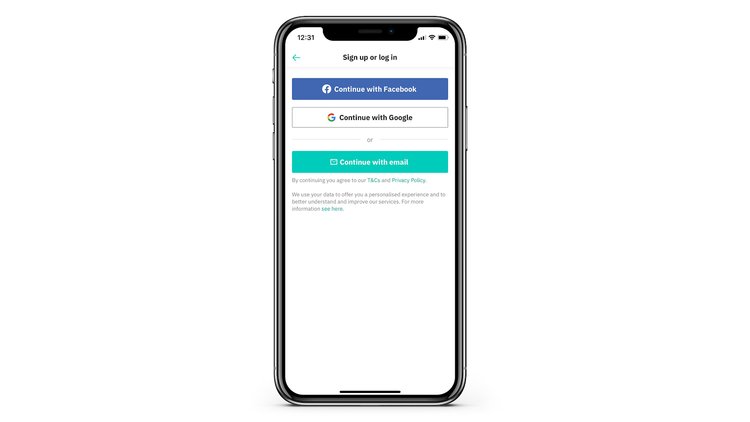 12:31
Sign up or log in
Continue with Facebook
Continue with Google
or
Continue with email
By continuing you agree to our T&Cs and Privacy Policy.
We use your data to offer you a personalised experience and to
better understand and improve our services. For more
information see here.